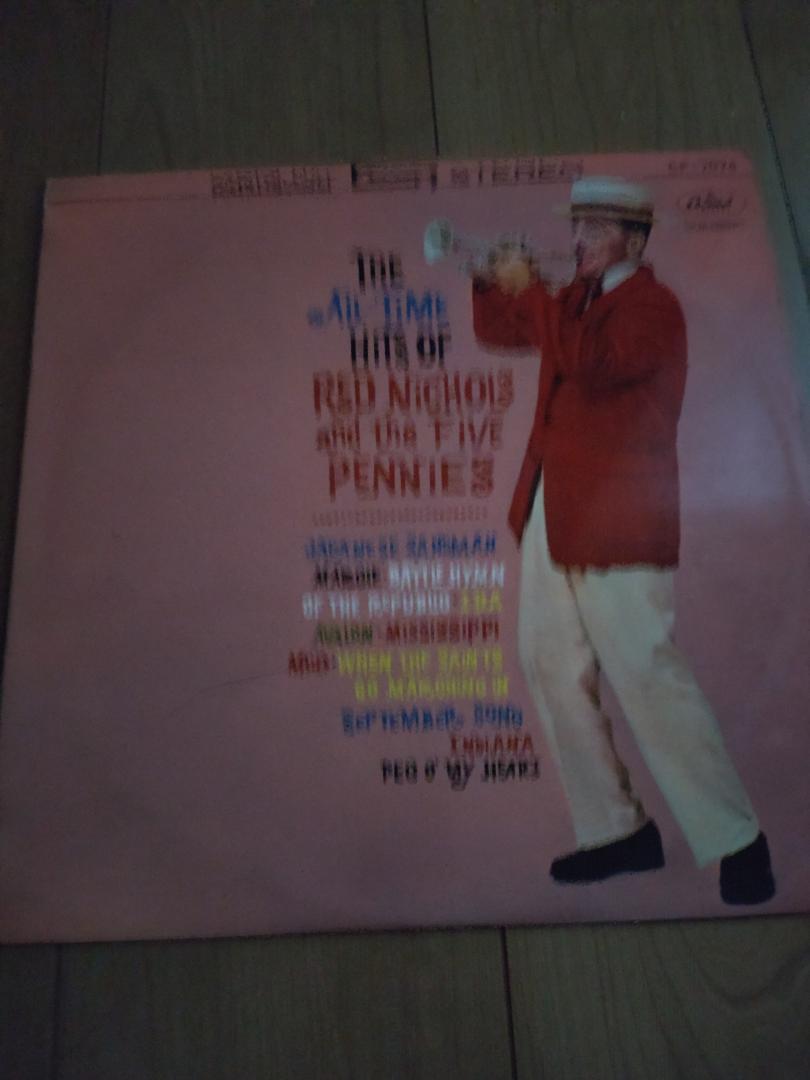 STEREO
Capitol
THE
ALL TIME
HITS OF
RED NICHOLS
and the FIVE
PENNIES
JAPANESE SANDMAN
MARGIE BATTLE HYMN
OF THE REPUBLIC IDA
AVALON MISSISSIPPI
MUD WHEN THE SAINTS
GO MARCHING IN
SEPTEMBER SONG
INDIANA
PEG O' MY HEART